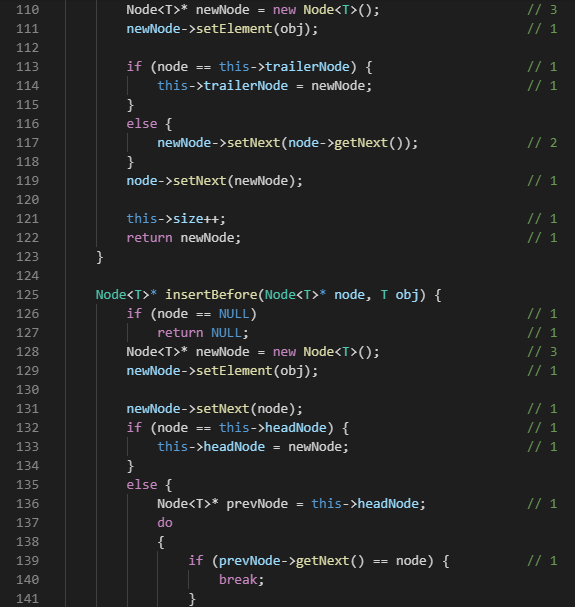 110 Node<T>* newNode = new Node<T>(); // 3
111 newNode->setElement(obj); // 1
112
113 if (node == this->trailerNode) { // 1
114 this->trailerNode = newNode; // 1
115 }
116 else {
117 newNode->setNext(node->getNext()); // 2
118 }
119 node->setNext(newNode); // 1
120
121 this->size++; // 1
122 return newNode; // 1
123 }
124
125 Node<T>* insertBefore(Node<T>* node, T obj) {
126 if (node == NULL) // 1
127 return NULL; // 1
128 Node<T>* newNode = new Node<T>(); // 3
129 newNode->setElement(obj); // 1
130
131 newNode->setNext(node); // 1
132 if (node == this->headNode) { // 1
133 this->headNode = newNode; // 1
134 }
135 else {
136 Node<T>* prevNode = this->headNode; // 1
137 do
138 {
139 if (prevNode->getNext() == node) { // 1
140 break;
141 }